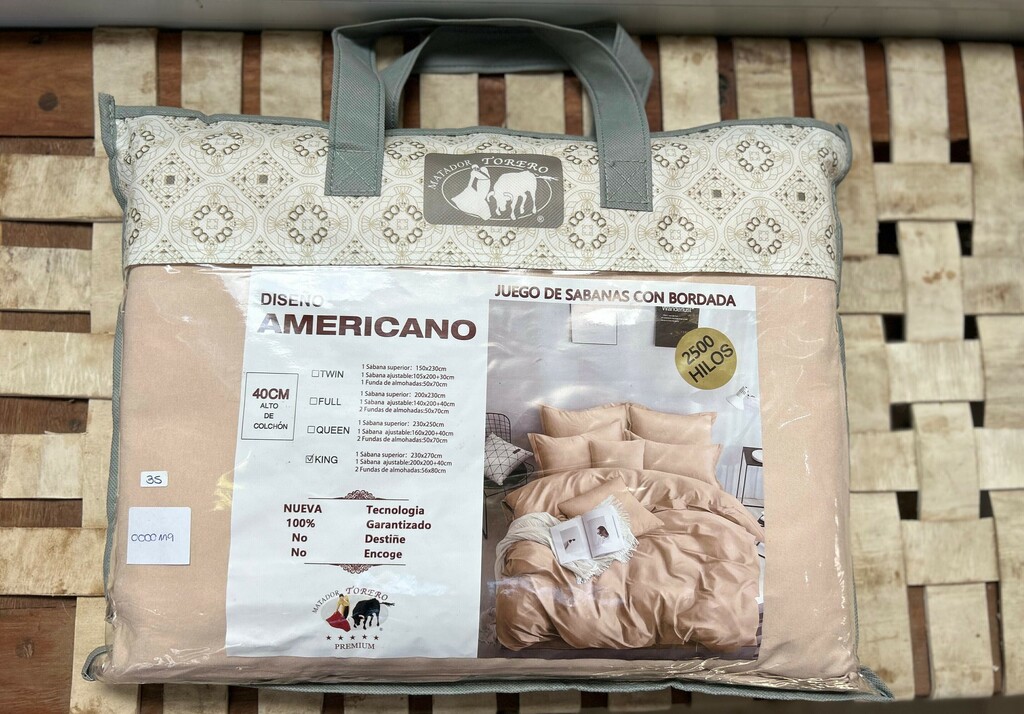 MATADOR TORERO
®
DISEÑO
AMERICANO
40CM
ALTO
DE
COLCHÓN
TWIN
1 Sabana superior: 150x230cm
1 Sabana ajustable:105x200+30cm
1 Funda de almohadas:50x70cm
FULL
1 Sabana superior: 200x230cm
1 Sabana ajustable:140x200+40cm
2 Fundas de almohadas:50x70cm
QUEEN
1 Sabana superior: 230x250cm
1 Sabana ajustable:160x200+40cm
2 Fundas de almohadas:50x70cm
KING
1 Sabana superior: 230x270cm
1 Sabana ajustable:200x200+40cm
2 Fundas de almohadas:56x80cm
NUEVA Tecnologia
100% Garantizado
No Destiñe
No Encoge
MATADOR TORERO
®
PREMIUM
JUEGO DE SABANAS CON BORDADA
Wanderlust
2500
HILOS
35
0000119